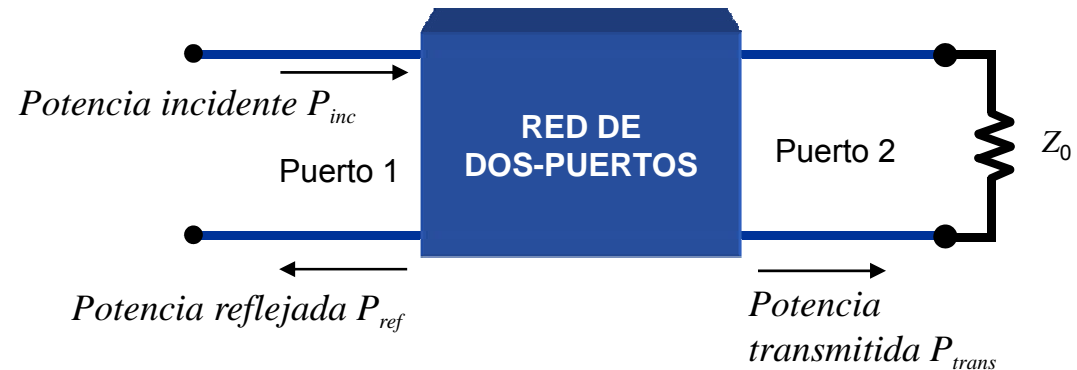 Potencia incidente P_inc
Puerto 1
RED DE
DOS-PUERTOS
Puerto 2
Z_0
Potencia reflejada P_ref
Potencia
transmitida P_trans